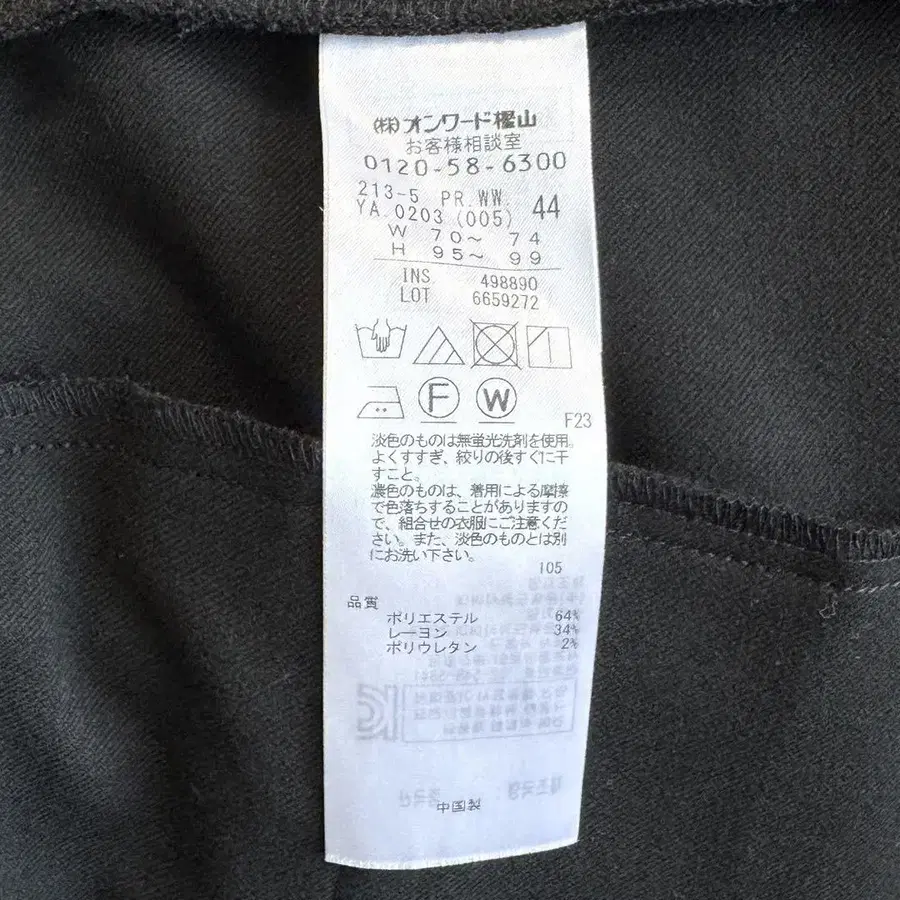 (株)オンワード樫山
お客様相談室
0120-58-6300
213-5 PR.WW.
YA.0203 (005) 44
W 70～ 74
H 95～ 99
INS 498890
LOT 6659272
F W
F23
淡色のものは無蛍光洗剤を使用。
よくすすぎ、絞りの後すぐに干
すこと。
濃色のものは、着用による摩擦
で色落ちすることがありますの
で、組合せの衣服にご注意くだ
さい。また、淡色のものとは別
にお洗い下さい。
105
品質
ポリエステル 64%
レーヨン 34%
ポリウレタン 2%
中国製